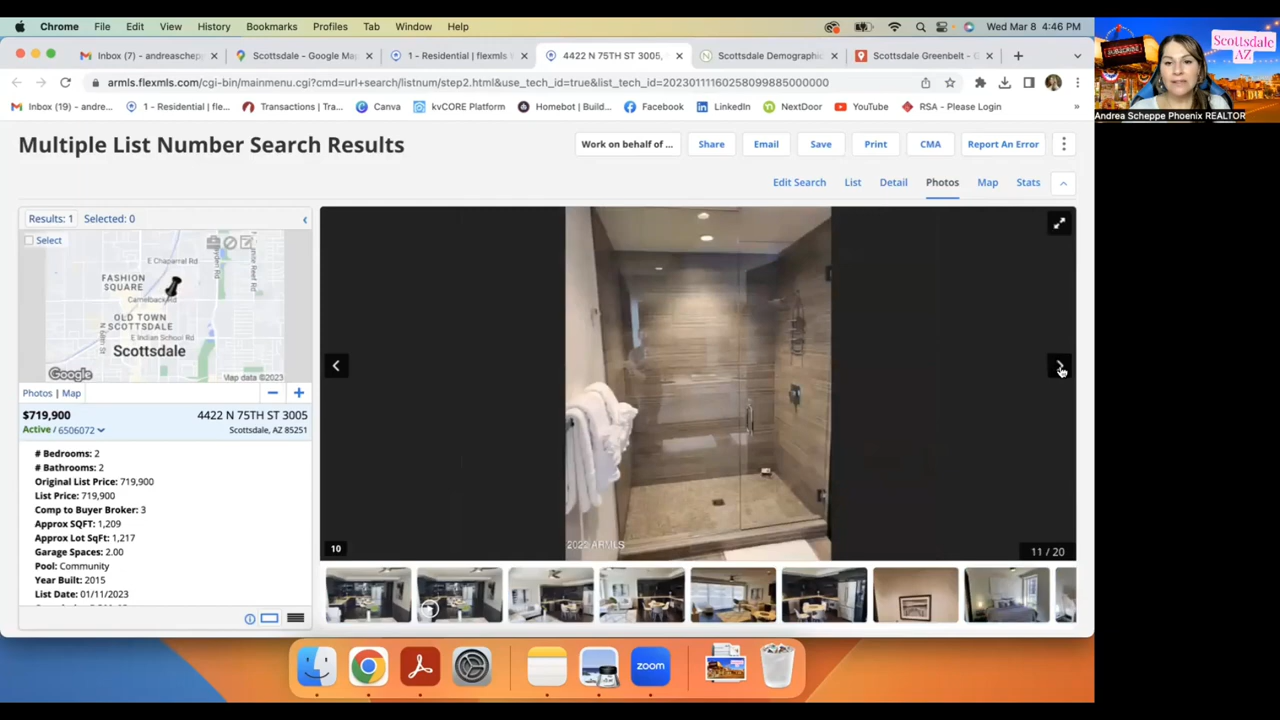 Chrome File Edit View History Bookmarks Profiles Tab Window Help
Wed Mar 8 4:46 PM
Inbox (7) - andreaschep
Scottsdale - Google Ma
1 - Residential | flexmls
4422 N 75TH ST 3005,
Scottsdale Demographic
Scottsdale Greenbelt - G
armls.flexmls.com/cgi-bin/mainmenu.cgi?cmd=url+search/listnum/step2.html&use_tech_id=true&list_tech_id=20230111160258099885000000
Inbox (19) - andre...
1 - Residential | fle...
Transactions | Tra...
Canva
kvCORE Platform
Homebot | Build...
Facebook
LinkedIn
NextDoor
YouTube
RSA - Please Login
»
SUBSCRIBE
Scottsdale
AZ
Andrea Scheppe Phoenix REALTOR
Multiple List Number Search Results
Work on behalf of ...
Share
Email
Save
Print
CMA
Report An Error
Edit Search
List
Detail
Photos
Map
Stats
Results: 1
Selected: 0
Select
E Chaparral Rd
FASHION
SQUARE
Camelback Rd
OLD TOWN
SCOTTSDALE
E Indian School Rd
N 64th St
Scottsdale
Google
Map data ©2023
Photos | Map
$719,900
4422 N 75TH ST 3005
Active / 6506072
Scottsdale, AZ 85251
# Bedrooms: 2
# Bathrooms: 2
Original List Price: 719,900
List Price: 719,900
Comp to Buyer Broker: 3
Approx SQFT: 1,209
Approx Lot SqFt: 1,217
Garage Spaces: 2.00
Pool: Community
Year Built: 2015
List Date: 01/11/2023
10
2022 ARMLS
11 / 20
zoom